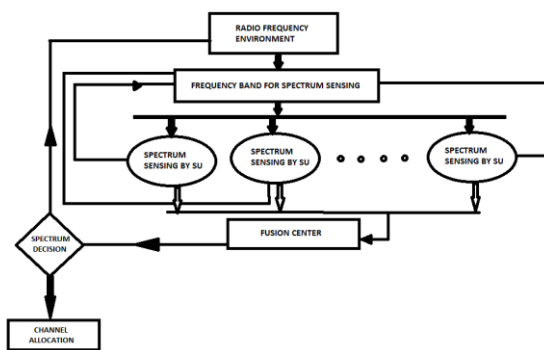 RADIO FREQUENCY
ENVIRONMENT
FREQUENCY BAND FOR SPECTRUM SENSING
SPECTRUM
SENSING BY SU
SPECTRUM
SENSING BY SU
SPECTRUM
SENSING BY SU
FUSION CENTER
SPECTRUM
DECISION
CHANNEL
ALLOCATION